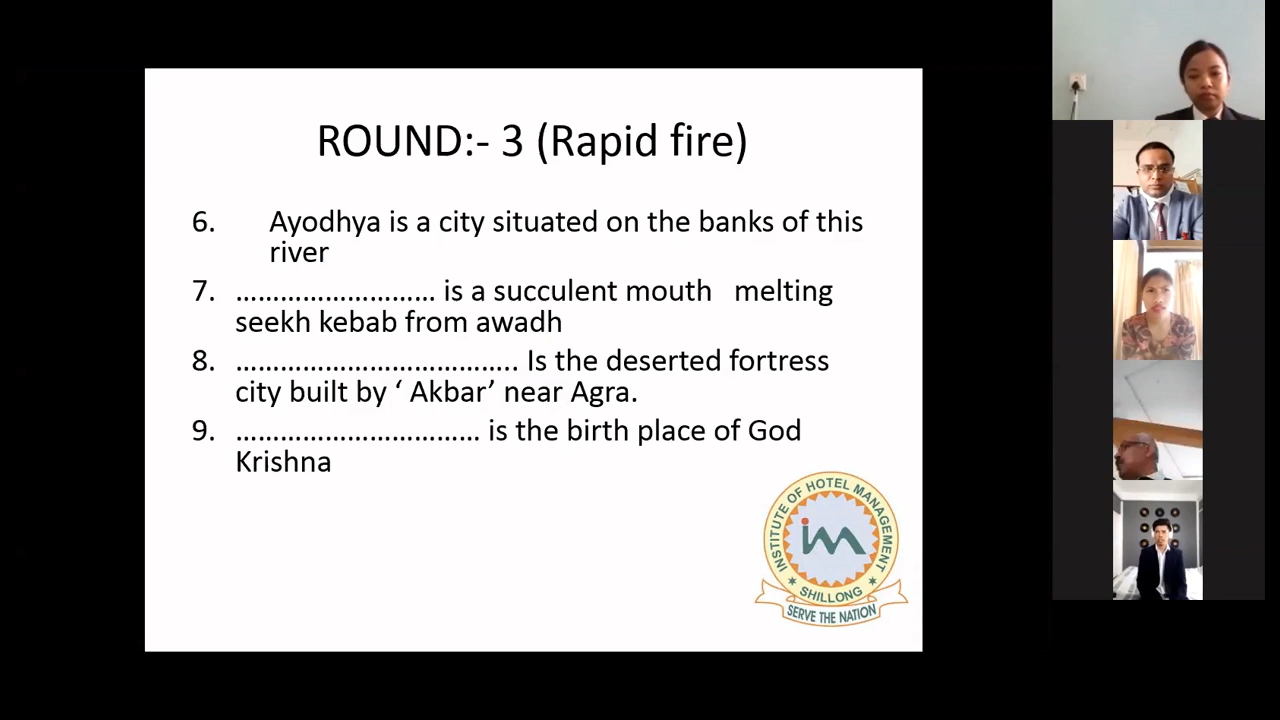 ROUND:- 3 (Rapid fire)
6. Ayodhya is a city situated on the banks of this
river
7. ……………………… is a succulent mouth melting
seekh kebab from awadh
8. ……………………………….. Is the deserted fortress
city built by ‘ Akbar’ near Agra.
9. …………………………… is the birth place of God
Krishna
INSTITUTE OF HOTEL MANAGEMENT
im
SHILLONG
SERVE THE NATION